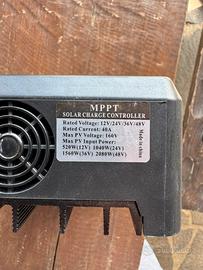 MPPT
SOLAR CHARGE CONTROLLER
Rated Voltage: 12V/24V/36V/48V
Rated Current: 40A
Max PV Voltage: 160V
Max PV Input Power:
520W(12V) 1040W(24V)
1560W(36V) 2080W(48V)
Made in china